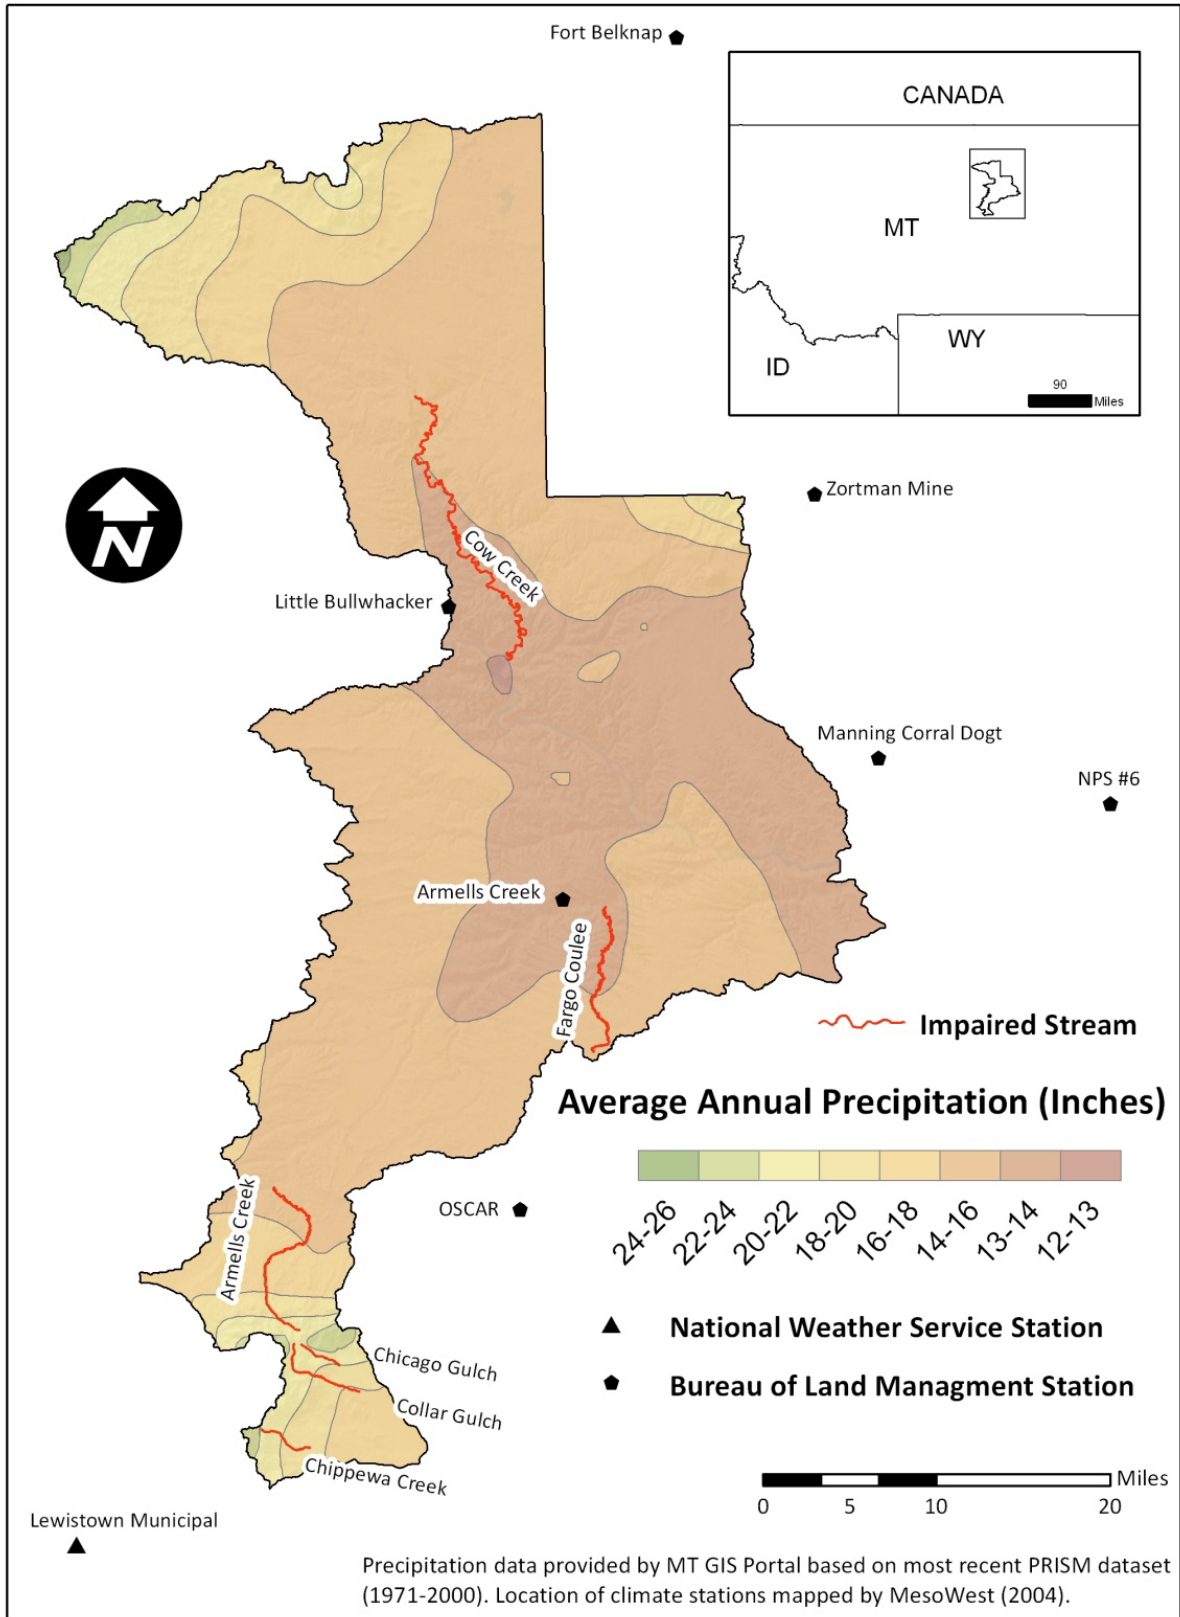 Fort Belknap
CANADA
MT
WY
ID
90
Miles
N
Zortman Mine
Cow Creek
Little Bullwhacker
Manning Corral Dogt
NPS #6
Armells Creek
Fargo Coulee
Impaired Stream
Average Annual Precipitation (Inches)
24-26
22-24
20-22
18-20
16-18
14-16
13-14
12-13
Armells Creek
OSCAR
National Weather Service Station
Chicago Gulch
Bureau of Land Managment Station
Collar Gulch
Chippewa Creek
Miles
0 5 10 20
Lewistown Municipal
Precipitation data provided by MT GIS Portal based on most recent PRISM dataset
(1971-2000). Location of climate stations mapped by MesoWest (2004).